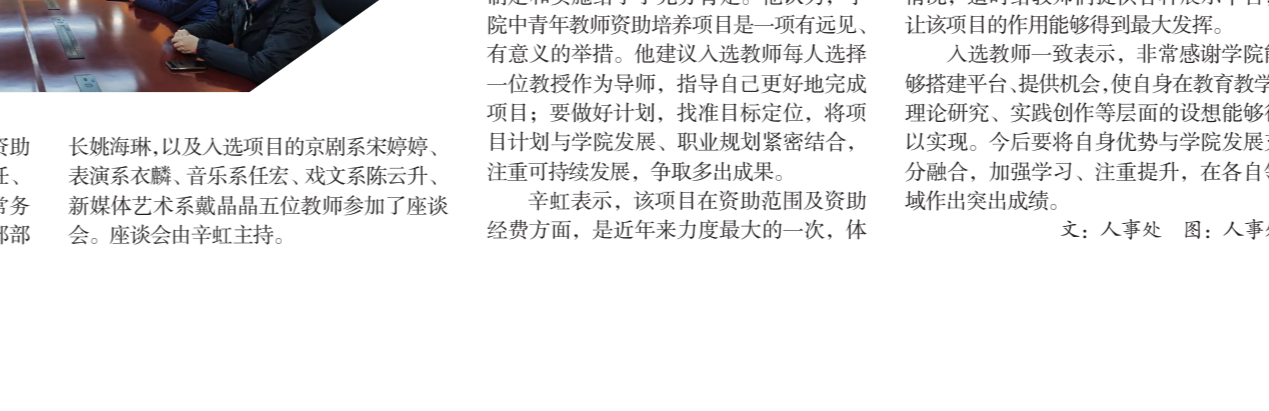 资助
任、
常务
部部
长姚海琳,以及入选项目的京剧系宋婷婷、
表演系衣麟、音乐系任宏、戏文系陈云升、
新媒体艺术系戴晶晶五位教师参加了座谈
会。座谈会由辛虹主持。
院中青年教师资助培养项目是一项有远见、
有意义的举措。他建议入选教师每人选择
一位教授作为导师，指导自己更好地完成
项目；要做好计划，找准目标定位，将项
目计划与学院发展、职业规划紧密结合，
注重可持续发展，争取多出成果。
辛虹表示，该项目在资助范围及资助
经费方面，是近年来力度最大的一次，体
让该项目的作用能够得到最大发挥。
入选教师一致表示，非常感谢学院能
够搭建平台、提供机会,使自身在教育教学
理论研究、实践创作等层面的设想能够得
以实现。今后要将自身优势与学院发展充
分融合，加强学习、注重提升，在各自领
域作出突出成绩。
文：人事处　图：人事处